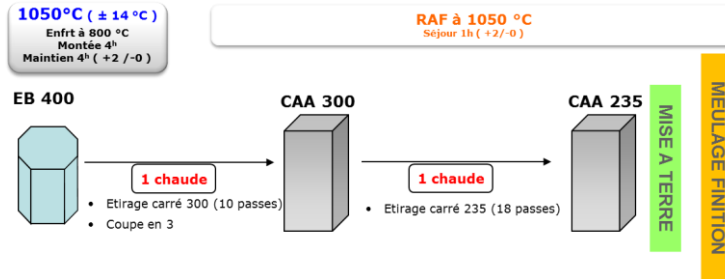 1050°C ( ± 14 °C )
Enfrt à 800 °C
Montée 4ʰ
Maintien 4ʰ ( +2 /-0 )
RAF à 1050 °C
Séjour 1h ( +2/-0 )
EB 400
CAA 300
CAA 235
1 chaude
• Etirage carré 300 (10 passes)
• Coupe en 3
1 chaude
• Etirage carré 235 (18 passes)
MISE A TERRE
MEULAGE FINITION